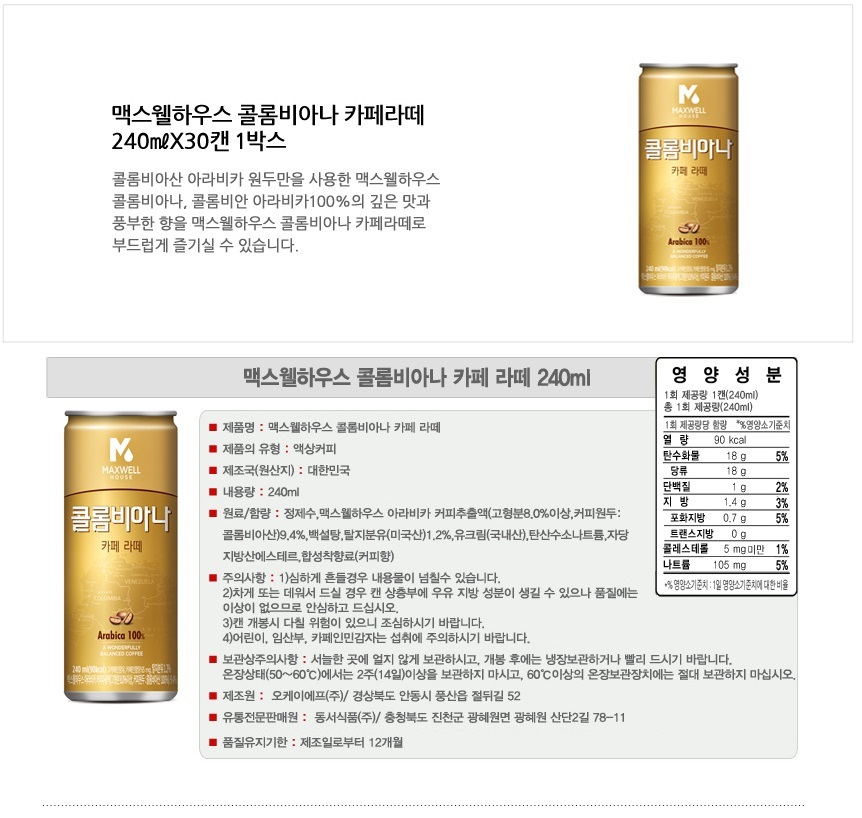 맥스웰하우스 콜롬비아나 카페라떼
240㎖X30캔 1박스
콜롬비아산 아라비카 원두만을 사용한 맥스웰하우스
콜롬비아나, 콜롬비안 아라비카100%의 깊은 맛과
풍부한 향을 맥스웰하우스 콜롬비아나 카페라떼로
부드럽게 즐기실 수 있습니다.
MAXWELL
HOUSE
콜롬비아나
카페 라떼
Arabica 100%
A WONDERFULLY
BALANCED COFFEE
240 ml(90kcal)
맥스웰하우스 콜롬비아나 카페 라떼 240ml
영 양 성 분
1회 제공량 1캔(240ml)
총 1회 제공량(240ml)
1회 제공량당 함량 *%영양소기준치
열 량 90 kcal
탄수화물 18 g 5%
당류 18 g
단백질 1 g 2%
지 방 1.4 g 3%
포화지방 0.7 g 5%
트랜스지방 0 g
콜레스테롤 5 mg미만 1%
나트륨 105 mg 5%
*% 영양소기준치 : 1일 영양소기준치에 대한 비율
MAXWELL
HOUSE
콜롬비아나
카페 라떼
VENEZUELA
COLOMBIA
Arabica 100%
A WONDERFULLY
BALANCED COFFEE
240 ml(90kcal)
■ 제품명 : 맥스웰하우스 콜롬비아나 카페 라떼
■ 제품의 유형 : 액상커피
■ 제조국(원산지) : 대한민국
■ 내용량 : 240ml
■ 원료/함량 : 정제수,맥스웰하우스 아라비카 커피추출액(고형분8.0%이상,커피원두:
콜롬비아산)9.4%,백설탕,탈지분유(미국산)1.2%,유크림(국내산),탄산수소나트륨,자당
지방산에스테르,합성착향료(커피향)
■ 주의사항 : 1)심하게 흔들경우 내용물이 넘칠수 있습니다.
2)차게 또는 데워서 드실 경우 캔 상층부에 우유 지방 성분이 생길 수 있으나 품질에는
이상이 없으므로 안심하고 드십시오.
3)캔 개봉시 다칠 위험이 있으니 조심하시기 바랍니다.
4)어린이, 임산부, 카페인민감자는 섭취에 주의하시기 바랍니다.
■ 보관상주의사항 : 서늘한 곳에 얼지 않게 보관하시고, 개봉 후에는 냉장보관하거나 빨리 드시기 바랍니다.
온장상태(50~60℃)에서는 2주(14일)이상을 보관하지 마시고, 60℃이상의 온장보관장치에는 절대 보관하지 마십시오.
■ 제조원 : 오케이에프(주)/ 경상북도 안동시 풍산읍 절뒤길 52
■ 유통전문판매원 : 동서식품(주)/ 충청북도 진천군 광혜원면 광혜원 산단2길 78-11
■ 품질유지기한 : 제조일로부터 12개월